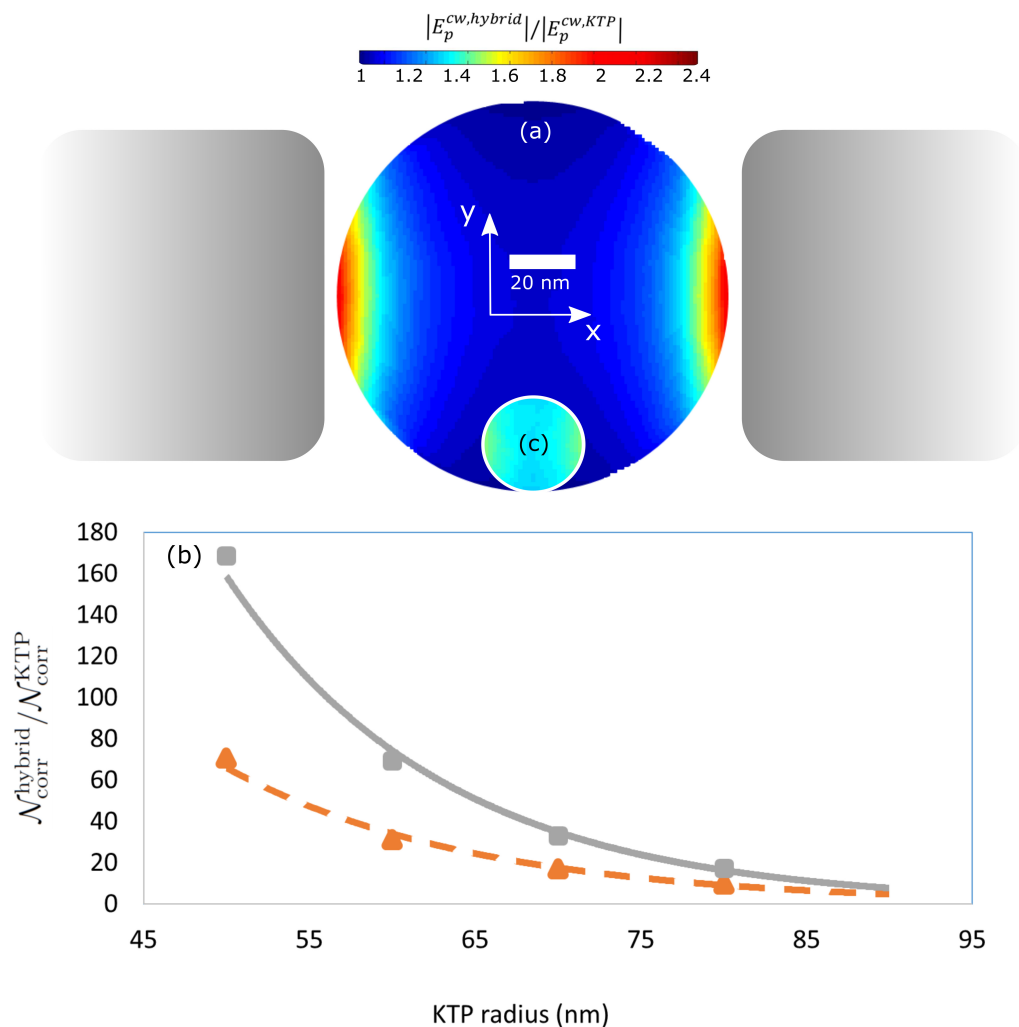 |E_p^{cw,hybrid}|/|E_p^{cw,KTP}|
1 1.2 1.4 1.6 1.8 2 2.2 2.4
(a)
y
20 nm
x
(c)
180
(b)
160
140
120
100
80
60
40
20
0
𝒩_corr^hybrid / 𝒩_corr^KTP
45 55 65 75 85 95
KTP radius (nm)